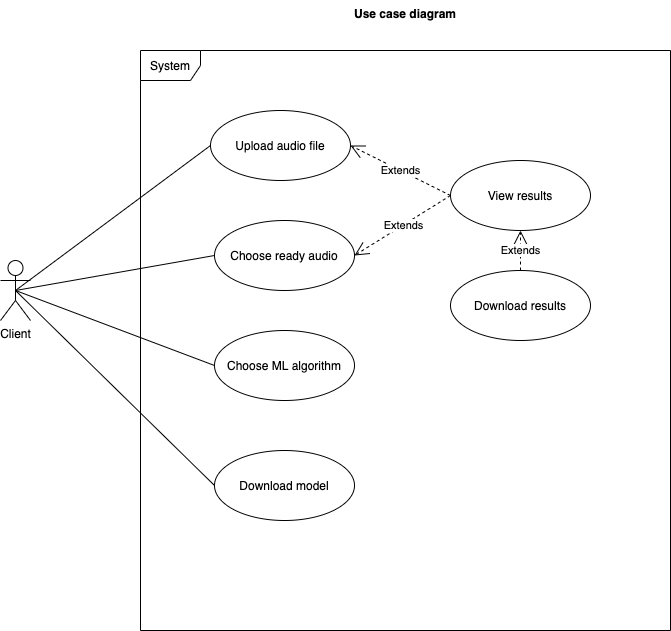 Use case diagram
System
Upload audio file
Extends
View results
Extends
Choose ready audio
Extends
Download results
Client
Choose ML algorithm
Download model